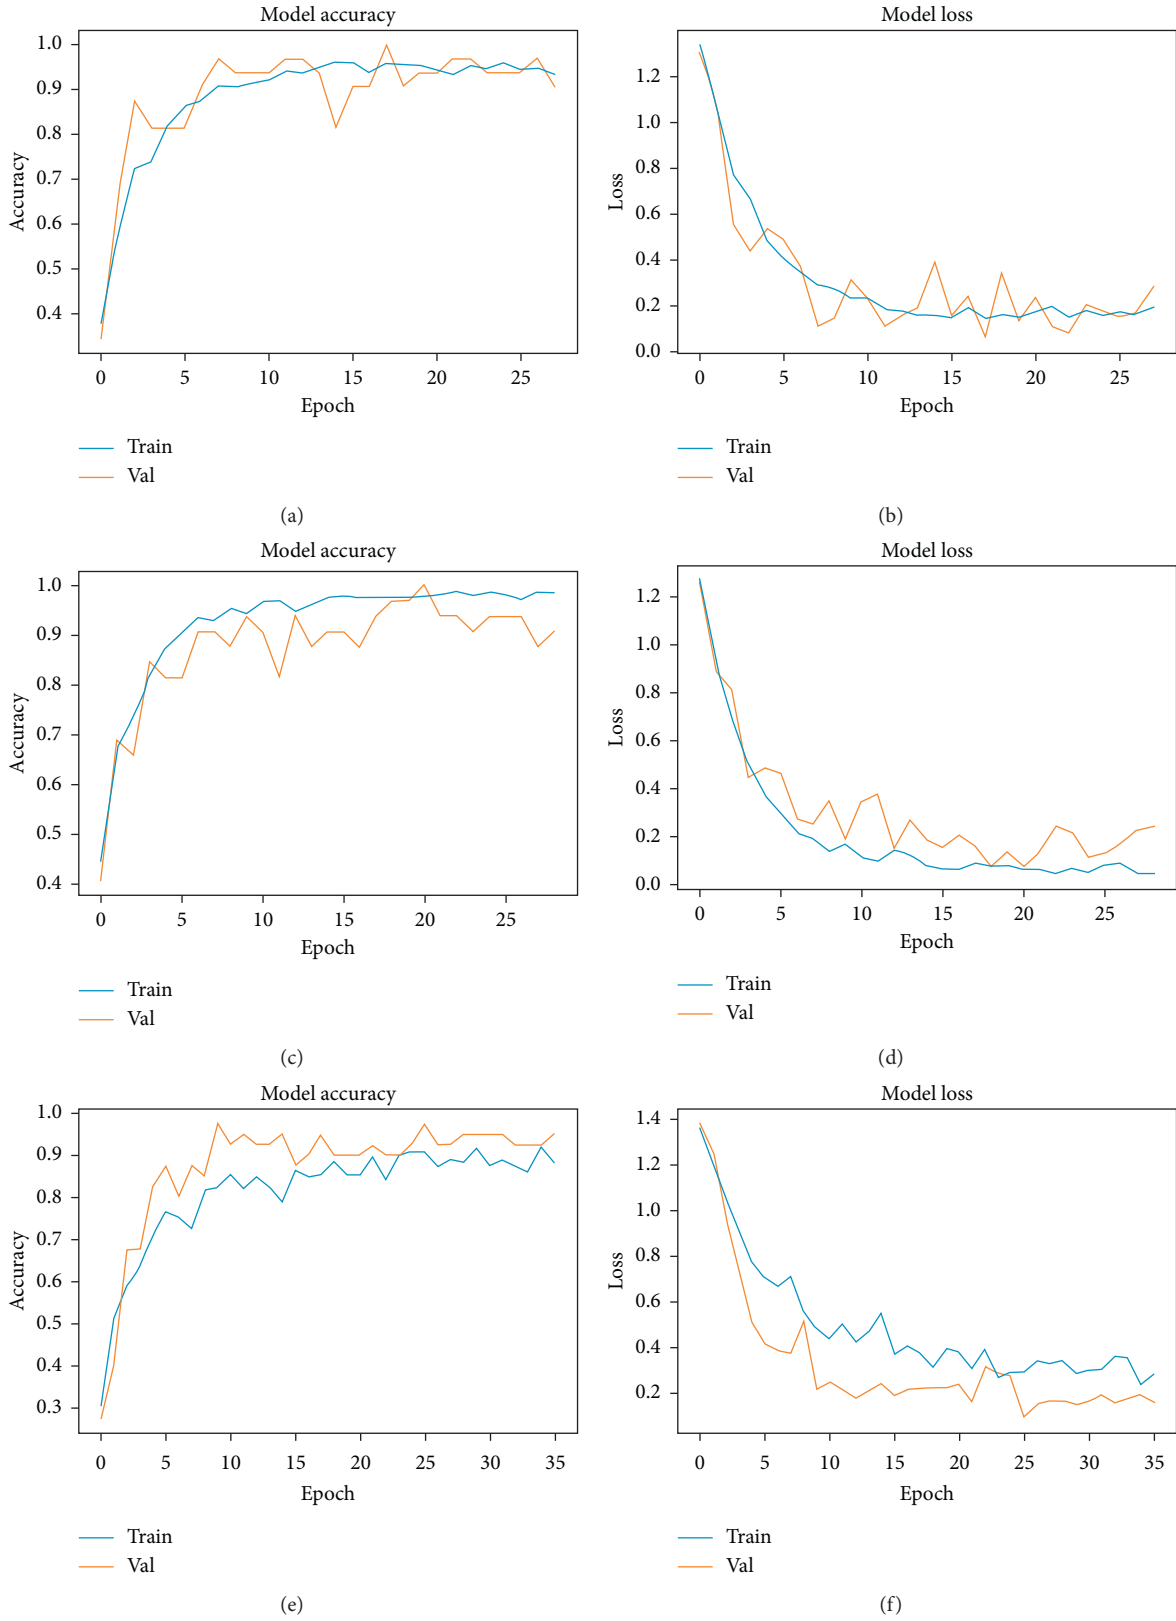 Model accuracy
1.0
0.9
0.8
0.7
0.6
0.5
0.4
Accuracy
0 5 10 15 20 25
Epoch
Train
Val
(a)
Model loss
1.2
1.0
0.8
0.6
0.4
0.2
0.0
Loss
0 5 10 15 20 25
Epoch
Train
Val
(b)
Model accuracy
1.0
0.9
0.8
0.7
0.6
0.5
0.4
Accuracy
0 5 10 15 20 25
Epoch
Train
Val
(c)
Model loss
1.2
1.0
0.8
0.6
0.4
0.2
0.0
Loss
0 5 10 15 20 25
Epoch
Train
Val
(d)
Model accuracy
1.0
0.9
0.8
0.7
0.6
0.5
0.4
0.3
Accuracy
0 5 10 15 20 25 30 35
Epoch
Train
Val
(e)
Model loss
1.4
1.2
1.0
0.8
0.6
0.4
0.2
Loss
0 5 10 15 20 25 30 35
Epoch
Train
Val
(f)